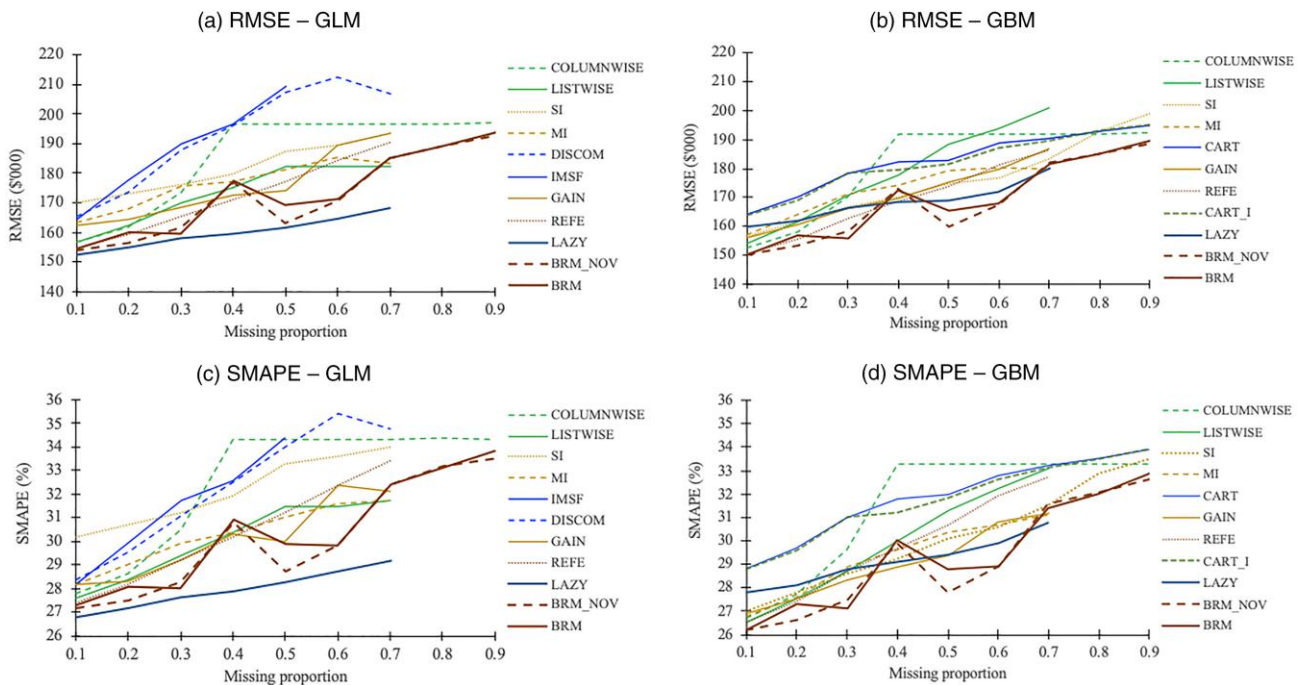 (a) RMSE – GLM
RMSE ($'000)
220
210
200
190
180
170
160
150
140
0.1 0.2 0.3 0.4 0.5 0.6 0.7 0.8 0.9
Missing proportion
COLUMNWISE
LISTWISE
SI
MI
DISCOM
IMSF
GAIN
REFE
LAZY
BRM_NOV
BRM
(b) RMSE – GBM
RMSE ($'000)
220
210
200
190
180
170
160
150
140
0.1 0.2 0.3 0.4 0.5 0.6 0.7 0.8 0.9
Missing proportion
COLUMNWISE
LISTWISE
SI
MI
CART
GAIN
REFE
CART_I
LAZY
BRM_NOV
BRM
(c) SMAPE – GLM
SMAPE (%)
36
35
34
33
32
31
30
29
28
27
26
0.1 0.2 0.3 0.4 0.5 0.6 0.7 0.8 0.9
Missing proportion
COLUMNWISE
LISTWISE
SI
MI
IMSF
DISCOM
GAIN
REFE
LAZY
BRM_NOV
BRM
(d) SMAPE – GBM
SMAPE (%)
36
35
34
33
32
31
30
29
28
27
26
0.1 0.2 0.3 0.4 0.5 0.6 0.7 0.8 0.9
Missing proportion
COLUMNWISE
LISTWISE
SI
MI
CART
GAIN
REFE
CART_I
LAZY
BRM_NOV
BRM